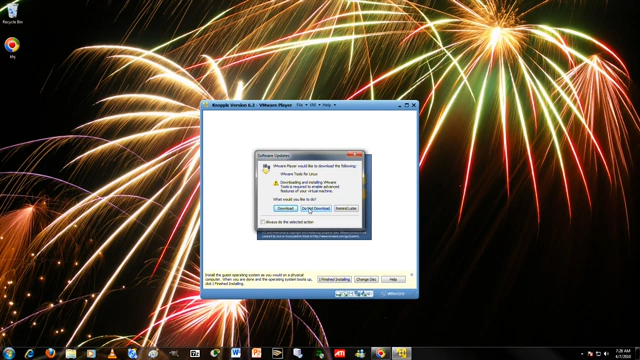 Recycle Bin
Knoppix Version 6.2 - VMware Player
File
VM
Help
Software Updates
VMware Player would like to download the following:
VMware Tools for Linux
Downloading and installing VMware
Tools is required to enable advanced
features of your virtual machine.
What would you like to do?
Download
Do Not Download
Remind Later
Always do the selected action
Install the guest operating system as you would on a physical
computer. When you are done and the operating system boots up,
click I Finished Installing.
I Finished Installing
Change Disc
Help
vmware
7:26 AM